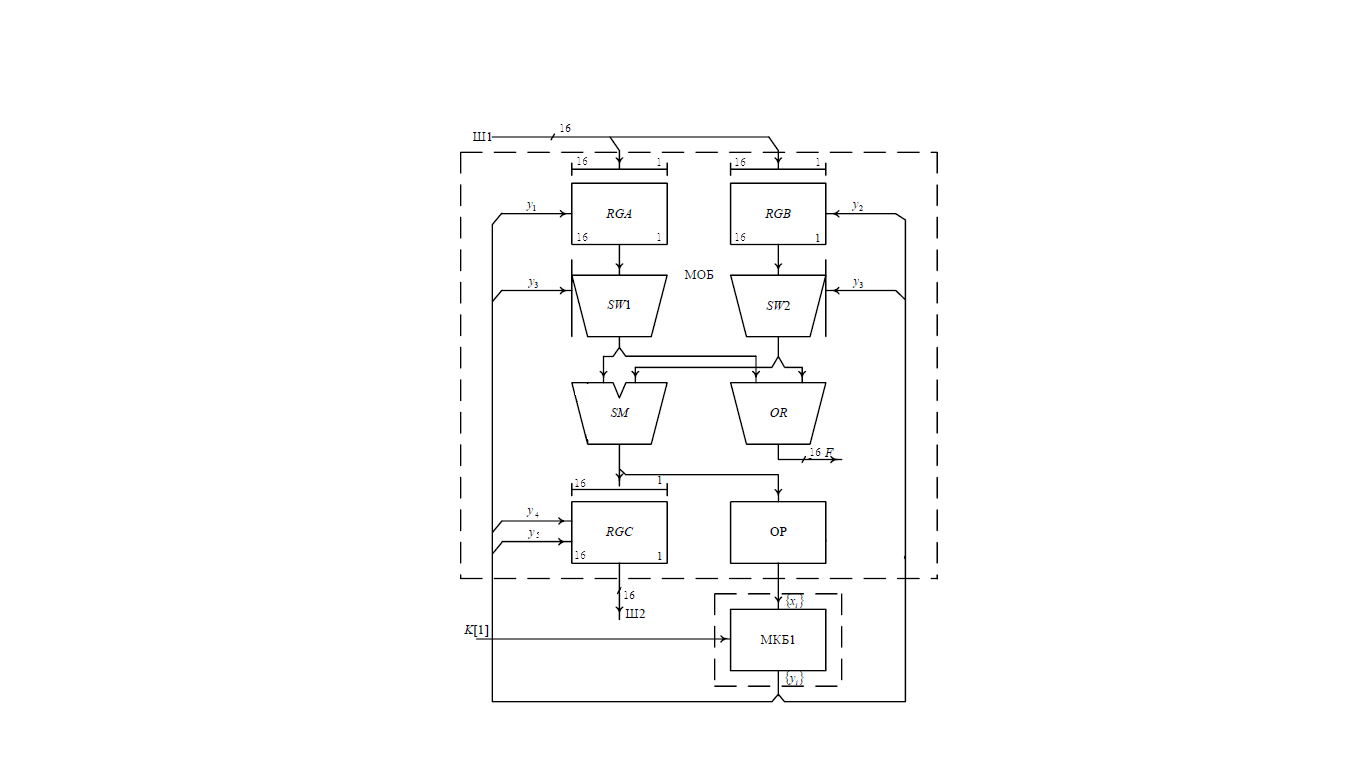 Ш1 16
16 1 16 1
y1 RGA RGB y2
16 1 16 1
МОБ
y3 SW1 SW2 y3
SM OR
16 F
16 1
y4 RGC ОР
y5
16 1
16
{xi}
Ш2
K[1] МКБ1
{yi}